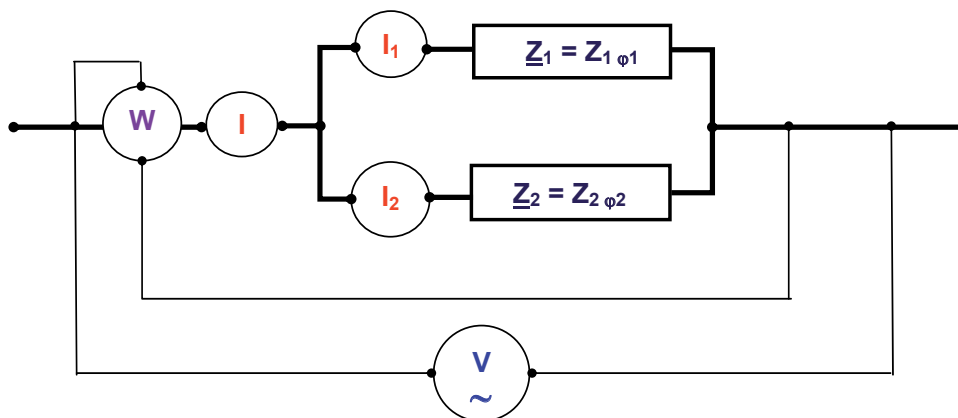 I₁
Z₁ = Z₁ φ1
W
I
I₂
Z₂ = Z₂ φ2
V
~